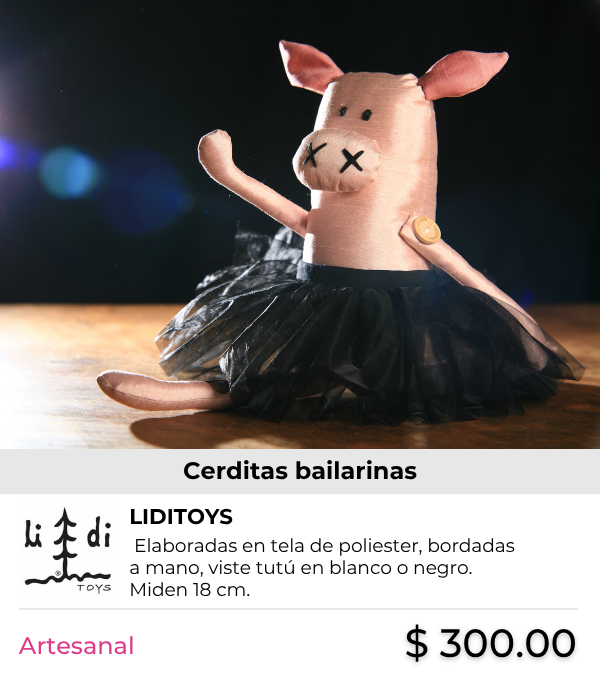 Cerditas bailarinas
li di
TOYS
LIDITOYS
Elaboradas en tela de poliester, bordadas
a mano, viste tutú en blanco o negro.
Miden 18 cm.
Artesanal
$ 300.00